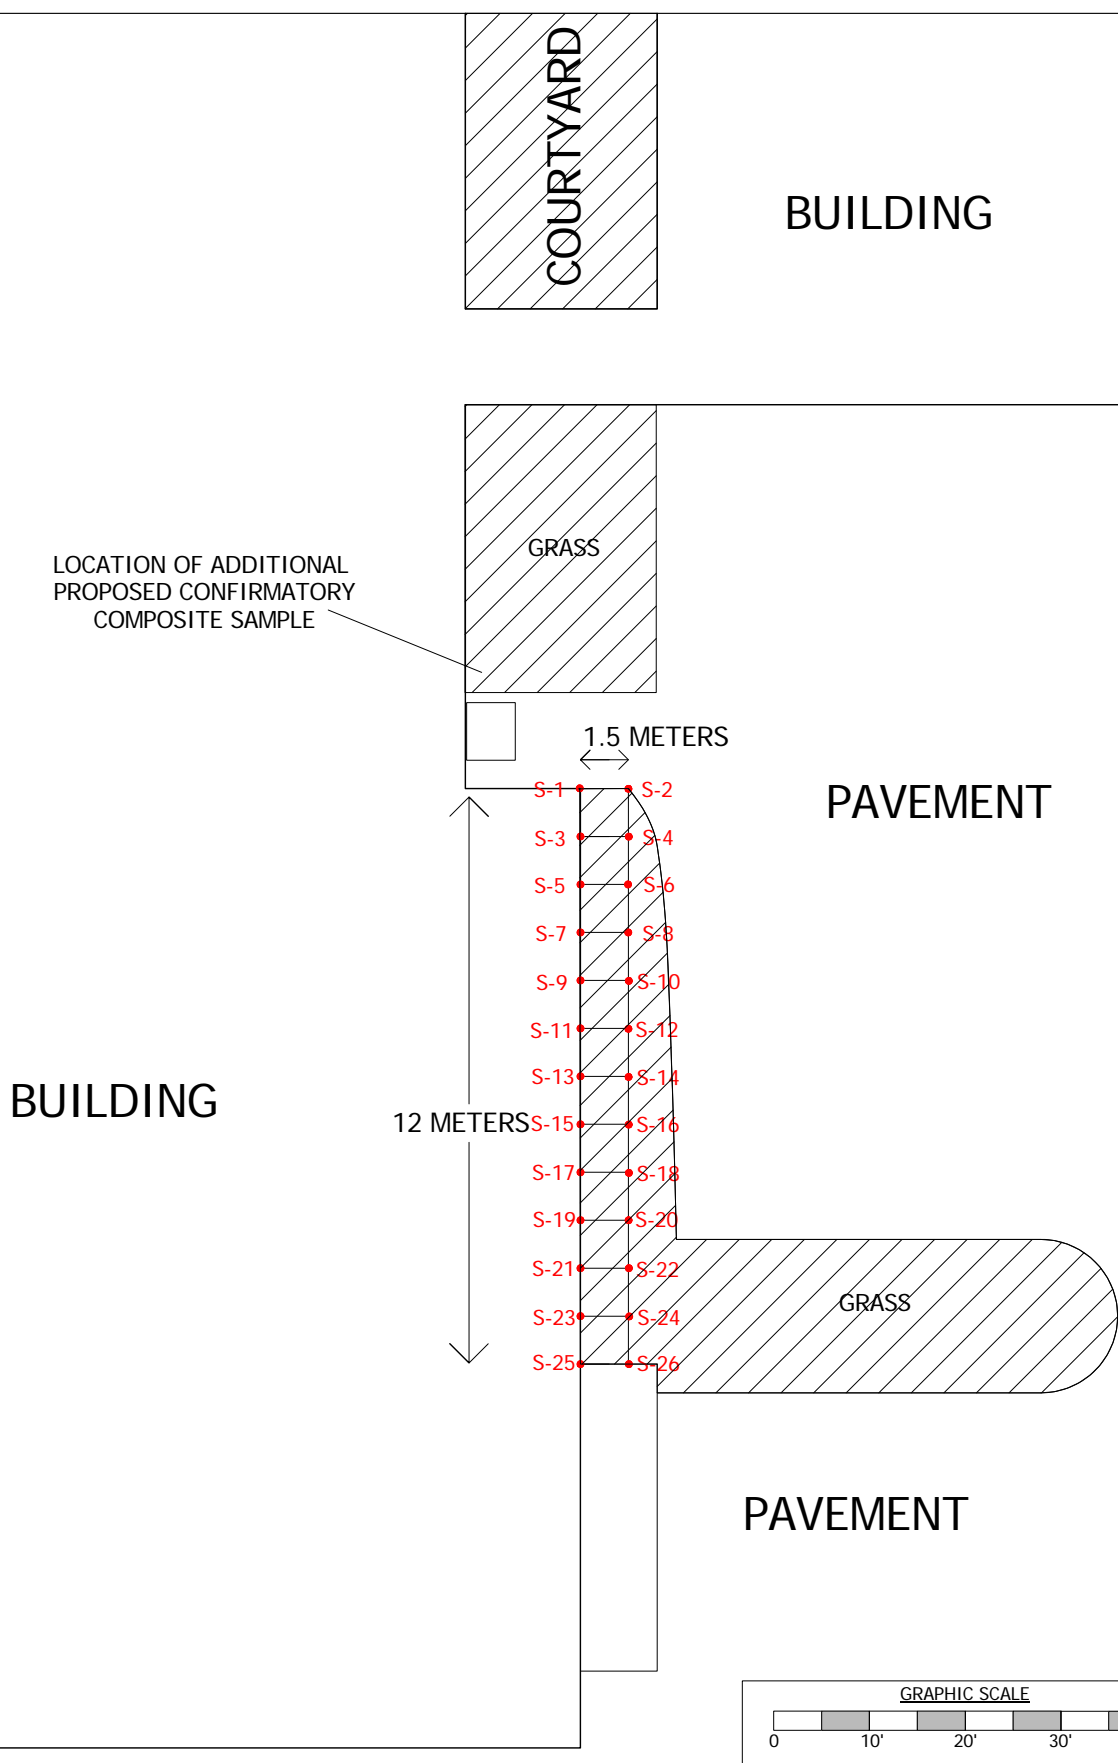 COURTYARD
BUILDING
GRASS
LOCATION OF ADDITIONAL
PROPOSED CONFIRMATORY
COMPOSITE SAMPLE
1.5 METERS
S-1 S-2
PAVEMENT
S-3 S-4
S-5 S-6
S-7 S-8
S-9 S-10
S-11 S-12
S-13 S-14
BUILDING
12 METERS S-15 S-16
S-17 S-18
S-19 S-20
S-21 S-22
GRASS
S-23 S-24
S-25 S-26
PAVEMENT
GRAPHIC SCALE
0 10' 20' 30'